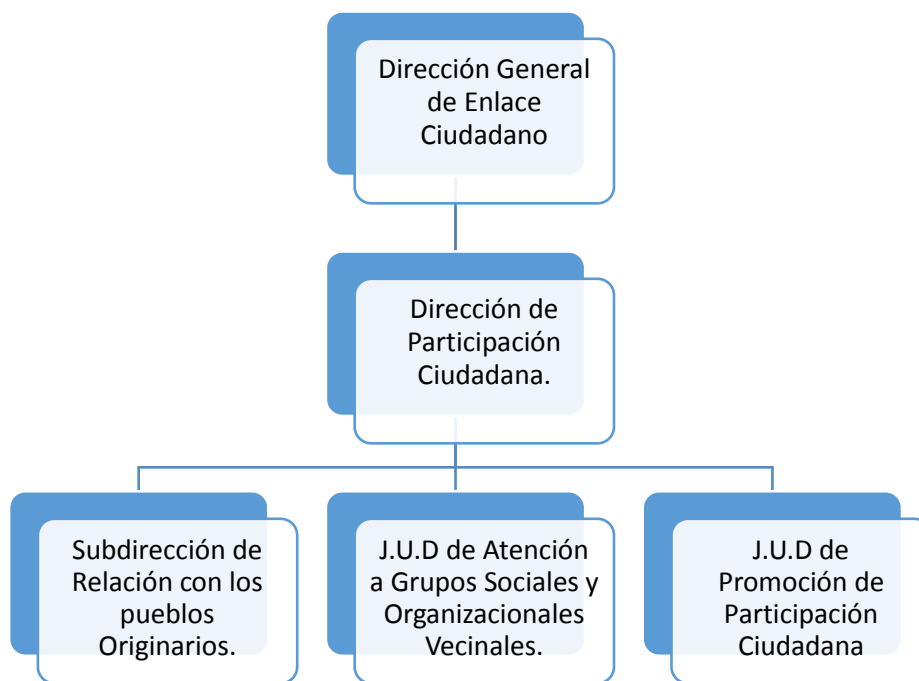 Dirección General
de Enlace
Ciudadano
Dirección de
Participación
Ciudadana.
Subdirección de
Relación con los
pueblos
Originarios.
J.U.D de Atención
a Grupos Sociales y
Organizacionales
Vecinales.
J.U.D de
Promoción de
Participación
Ciudadana